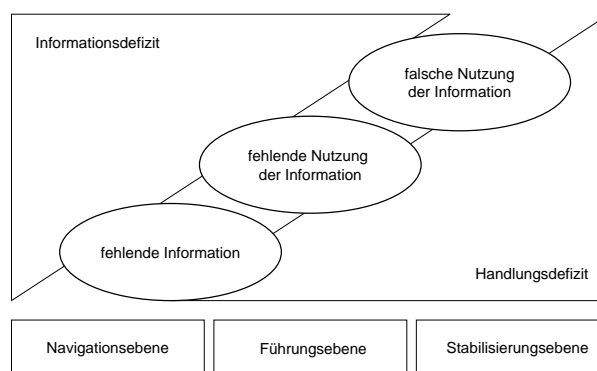 Informationsdefizit
falsche Nutzung
der Information
fehlende Nutzung
der Information
fehlende Information
Handlungsdefizit
Navigationsebene
Führungsebene
Stabilisierungsebene